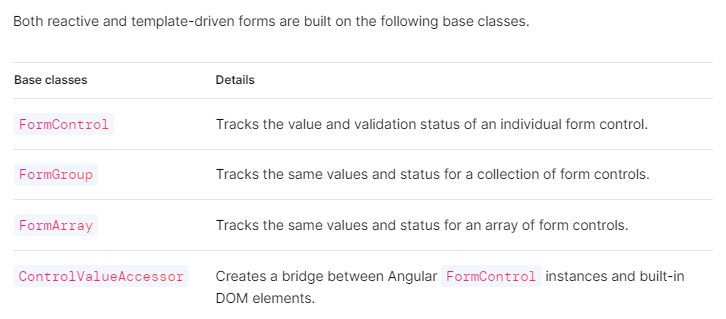 Both reactive and template-driven forms are built on the following base classes.
Base classes Details
FormControl Tracks the value and validation status of an individual form control.
FormGroup Tracks the same values and status for a collection of form controls.
FormArray Tracks the same values and status for an array of form controls.
ControlValueAccessor Creates a bridge between Angular FormControl instances and built-in
DOM elements.